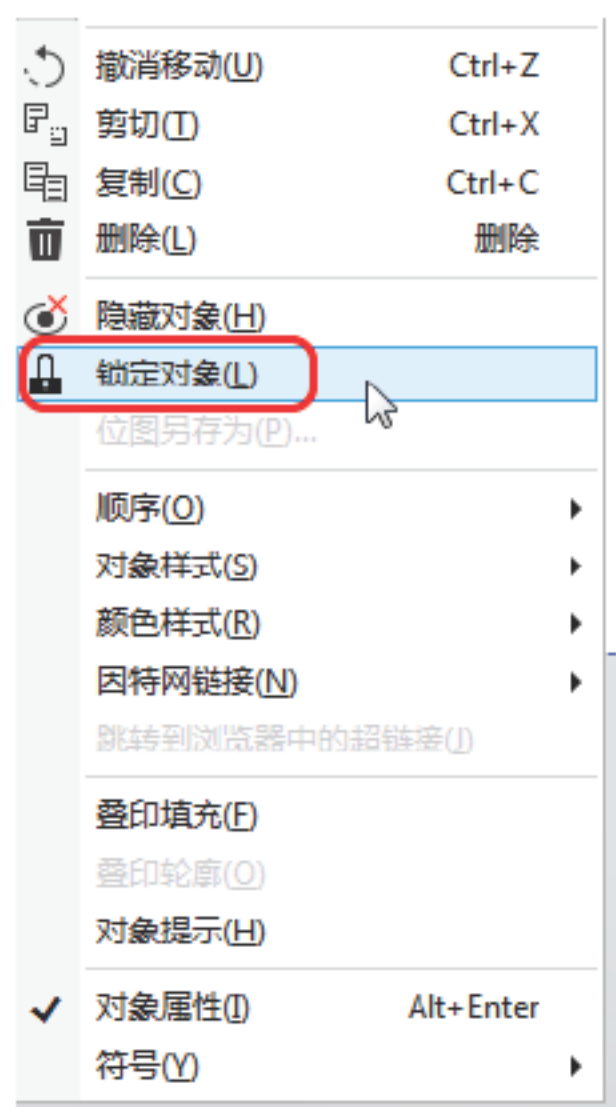 撤消移动(U) Ctrl+Z
剪切(T) Ctrl+X
复制(C) Ctrl+C
删除(L) 删除
隐藏对象(H)
锁定对象(L)
位图另存为(P)...
顺序(O)
对象样式(S)
颜色样式(R)
因特网链接(N)
跳转到浏览器中的超链接(J)
叠印填充(F)
叠印轮廓(O)
对象提示(H)
对象属性(I) Alt+Enter
符号(Y)